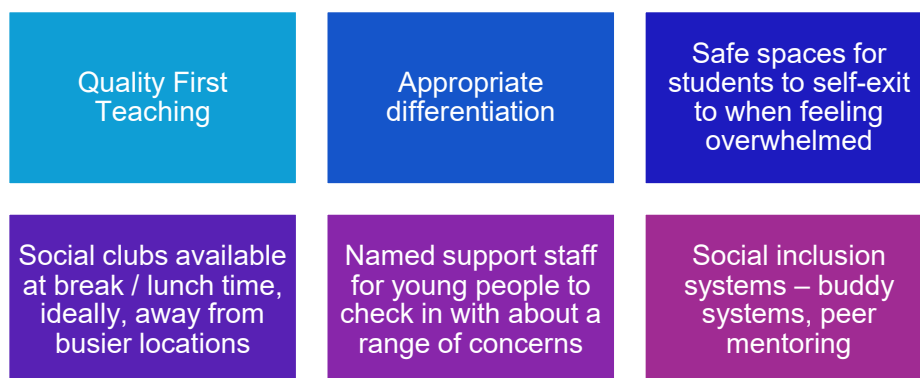 Quality First
Teaching
Appropriate
differentiation
Safe spaces for
students to self-exit
to when feeling
overwhelmed
Social clubs available
at break / lunch time,
ideally, away from
busier locations
Named support staff
for young people to
check in with about a
range of concerns
Social inclusion
systems – buddy
systems, peer
mentoring